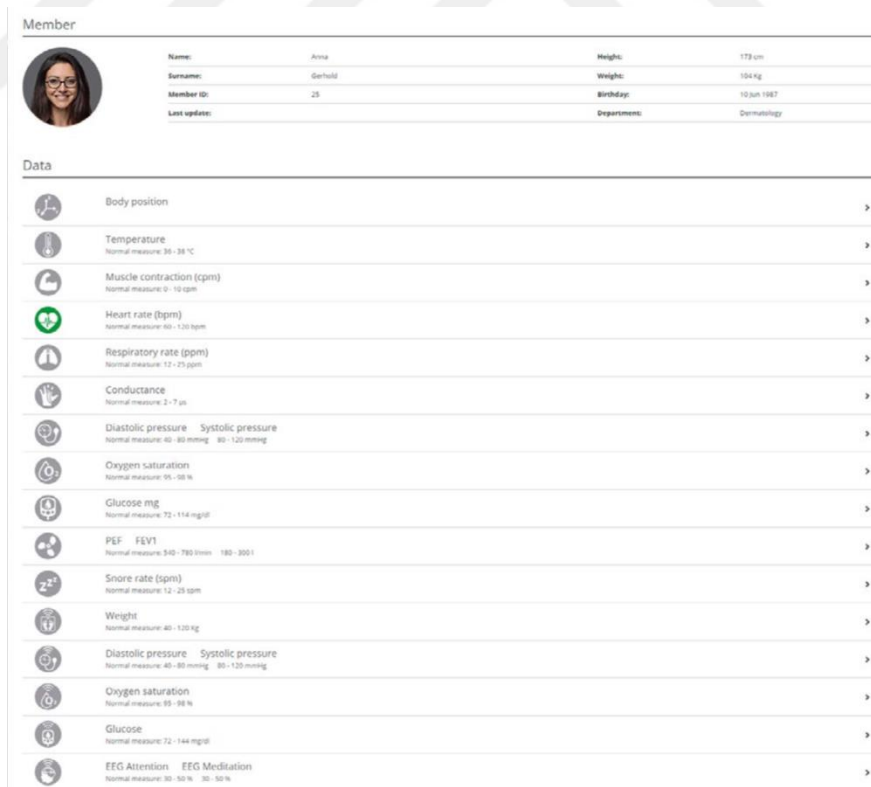 Member
Name: Anna Height: 173 cm
Surname: Gerhold Weight: 104 Kg
Member ID: 25 Birthday: 10 Jun 1987
Last update: Department: Dermatology
Data
Body position
Temperature
Normal measure: 36 - 38 °C
Muscle contraction (cpm)
Normal measure: 0 - 10 cpm
Heart rate (bpm)
Normal measure: 60 - 120 bpm
Respiratory rate (ppm)
Normal measure: 12 - 25 ppm
Conductance
Normal measure: 2 - 7 µs
Diastolic pressure Systolic pressure
Normal measure: 40 - 80 mmHg 80 - 120 mmHg
Oxygen saturation
Normal measure: 95 - 98 %
Glucose mg
Normal measure: 72 - 114 mg/dl
PEF FEV1
Normal measure: 540 - 780 l/min 180 - 300 l
Snore rate (spm)
Normal measure: 12 - 25 spm
Weight
Normal measure: 40 - 120 Kg
Diastolic pressure Systolic pressure
Normal measure: 40 - 80 mmHg 80 - 120 mmHg
Oxygen saturation
Normal measure: 95 - 98 %
Glucose
Normal measure: 72 - 144 mg/dl
EEG Attention EEG Meditation
Normal measure: 30 - 50 % 30 - 50 %